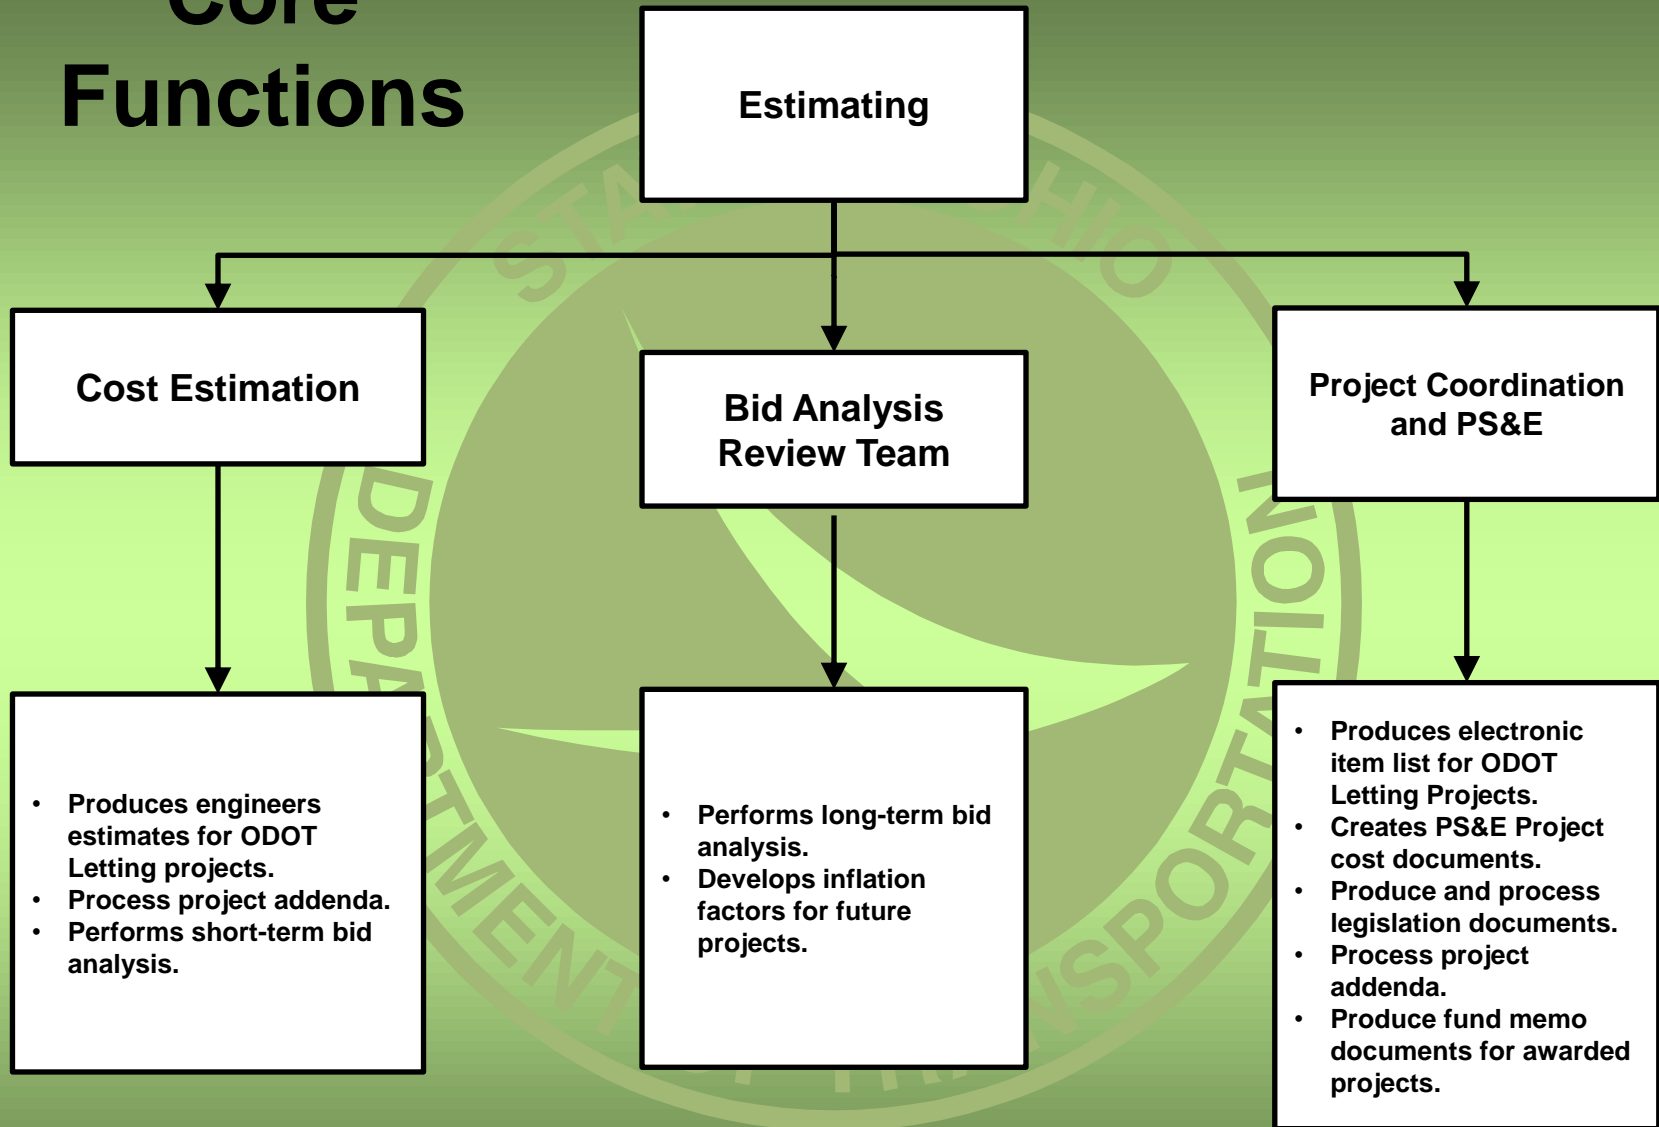 Core
Functions
Estimating
Cost Estimation
Bid Analysis
Review Team
Project Coordination
and PS&E
• Produces engineers
estimates for ODOT
Letting projects.
• Process project addenda.
• Performs short-term bid
analysis.
• Performs long-term bid
analysis.
• Develops inflation
factors for future
projects.
• Produces electronic
item list for ODOT
Letting Projects.
• Creates PS&E Project
cost documents.
• Produce and process
legislation documents.
• Process project
addenda.
• Produce fund memo
documents for awarded
projects.